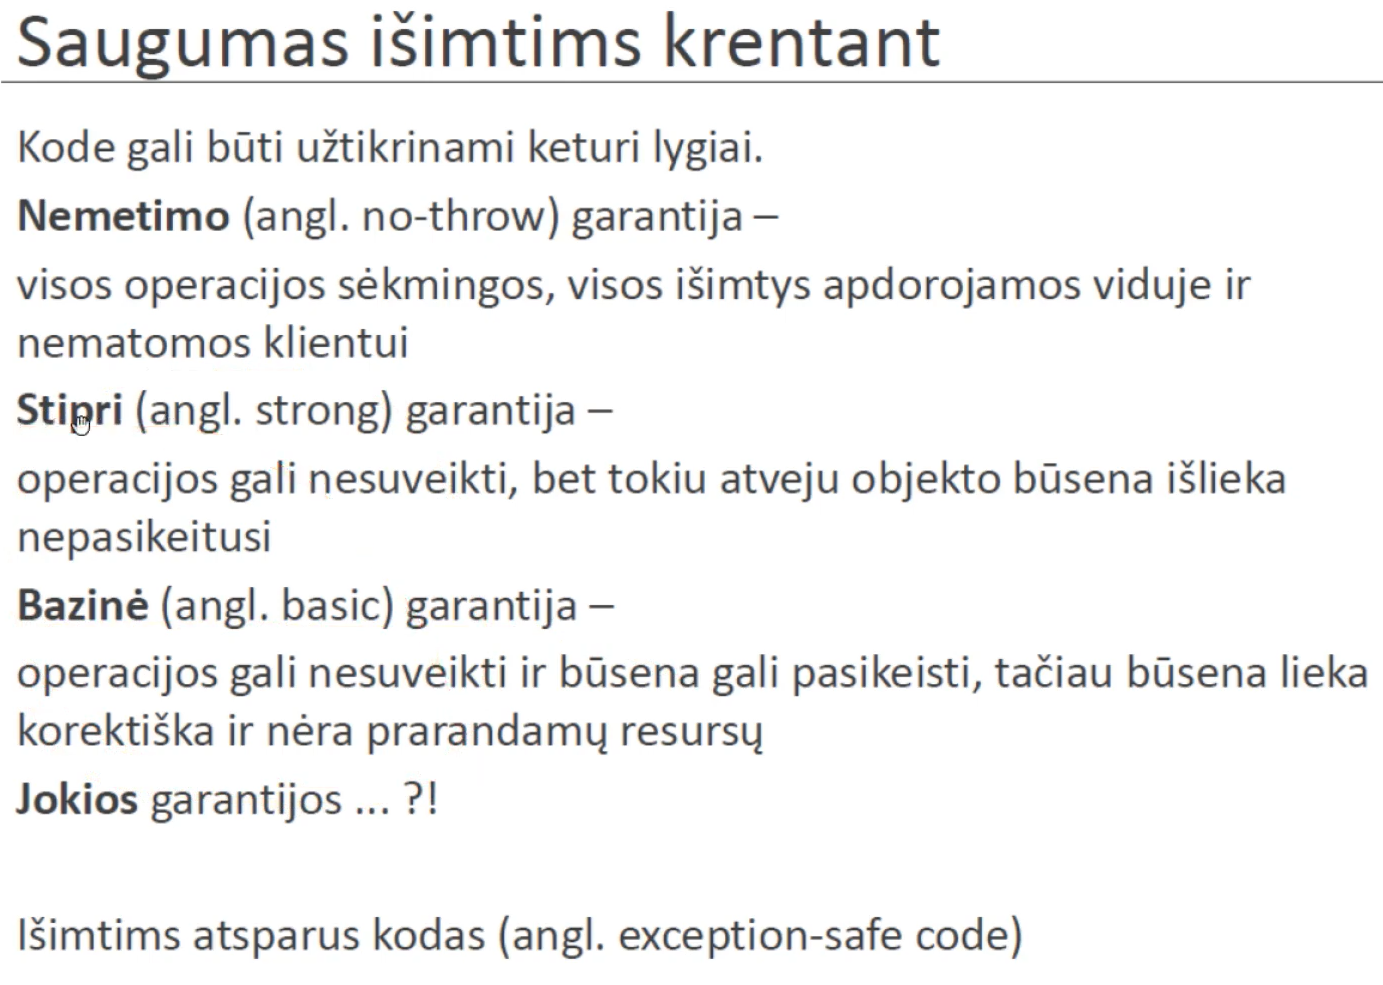 Saugumas išimtims krentant
Kode gali būti užtikrinami keturi lygiai.
Nemetimo (angl. no-throw) garantija –
visos operacijos sėkmingos, visos išimtys apdorojamos viduje ir
nematomos klientui
Stipri (angl. strong) garantija –
operacijos gali nesuveikti, bet tokiu atveju objekto būsena išlieka
nepasikeitusi
Bazinė (angl. basic) garantija –
operacijos gali nesuveikti ir būsena gali pasikeisti, tačiau būsena lieka
korektiška ir nėra prarandamų resursų
Jokios garantijos ... ?!
Išimtims atsparus kodas (angl. exception-safe code)